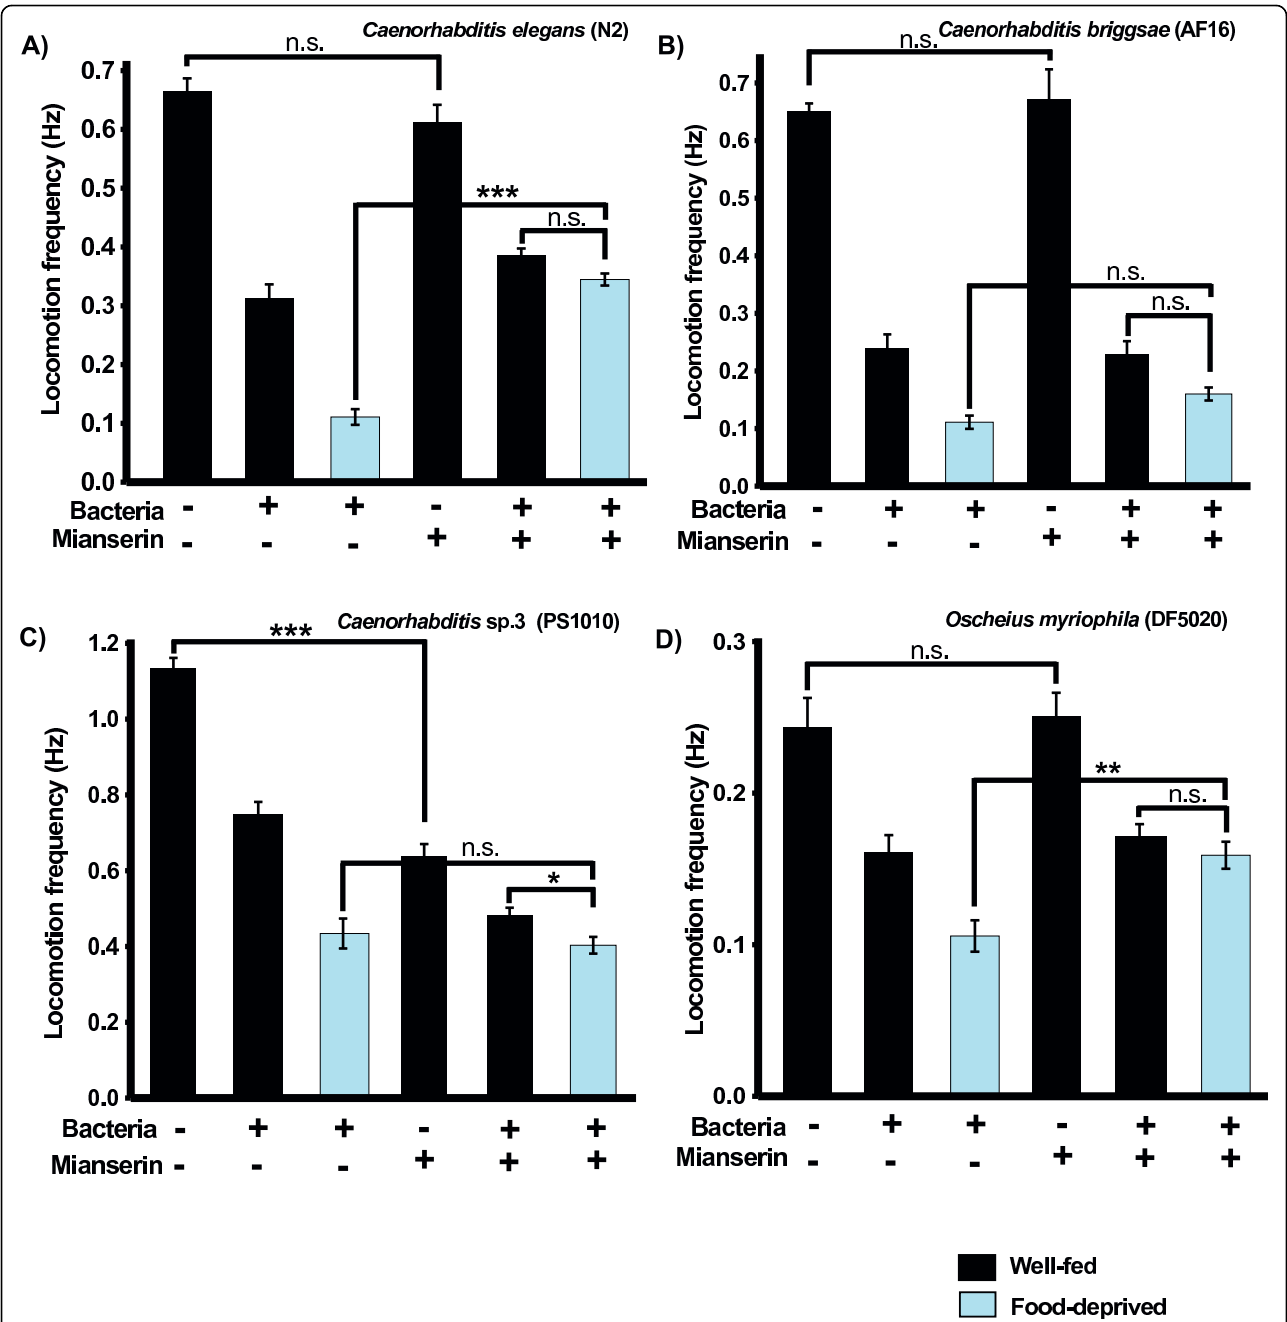 A) Caenorhabditis elegans (N2)
n.s.
***
n.s.
Locomotion frequency (Hz)
0.7
0.6
0.5
0.4
0.3
0.2
0.1
0.0
Bacteria - + + - + +
Mianserin - - - + + +
B) Caenorhabditis briggsae (AF16)
n.s.
n.s.
n.s.
Locomotion frequency (Hz)
0.7
0.6
0.5
0.4
0.3
0.2
0.1
0.0
Bacteria - + + - + +
Mianserin - - - + + +
C) Caenorhabditis sp.3 (PS1010)
***
n.s.
*
Locomotion frequency (Hz)
1.2
1.0
0.8
0.6
0.4
0.2
0.0
Bacteria - + + - + +
Mianserin - - - + + +
D) Oscheius myriophila (DF5020)
n.s.
**
n.s.
Locomotion frequency (Hz)
0.3
0.2
0.1
0.0
Bacteria - + + - + +
Mianserin - - - + + +
Well-fed
Food-deprived